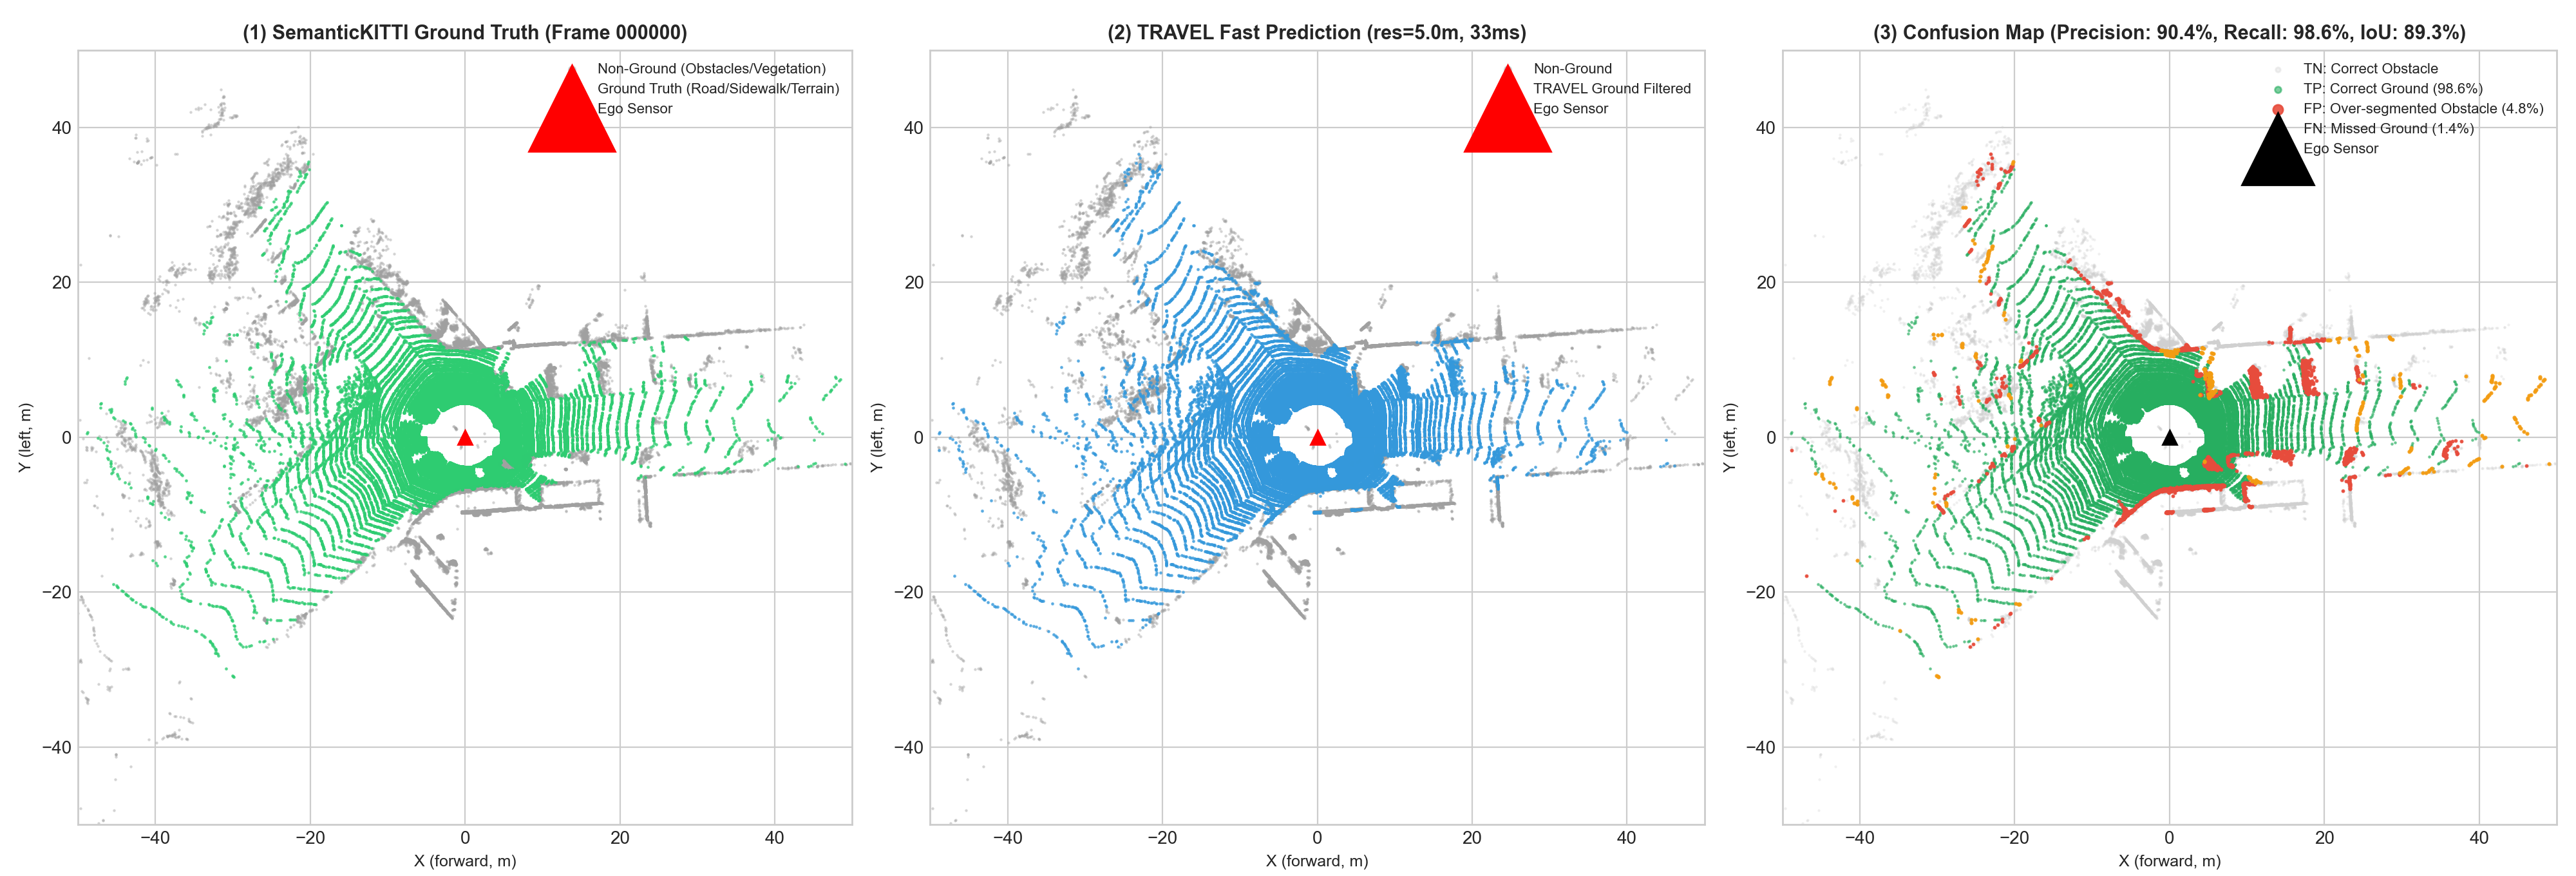 (1) SemanticKITTI Ground Truth (Frame 000000)
Non-Ground (Obstacles/Vegetation)
Ground Truth (Road/Sidewalk/Terrain)
Ego Sensor
40
20
0
−20
−40
Y (left, m)
−40
−20
0
20
40
X (forward, m)
(2) TRAVEL Fast Prediction (res=5.0m, 33ms)
Non-Ground
TRAVEL Ground Filtered
Ego Sensor
40
20
0
−20
−40
Y (left, m)
−40
−20
0
20
40
X (forward, m)
(3) Confusion Map (Precision: 90.4%, Recall: 98.6%, IoU: 89.3%)
TN: Correct Obstacle
TP: Correct Ground (98.6%)
FP: Over-segmented Obstacle (4.8%)
FN: Missed Ground (1.4%)
Ego Sensor
40
20
0
−20
−40
Y (left, m)
−40
−20
0
20
40
X (forward, m)